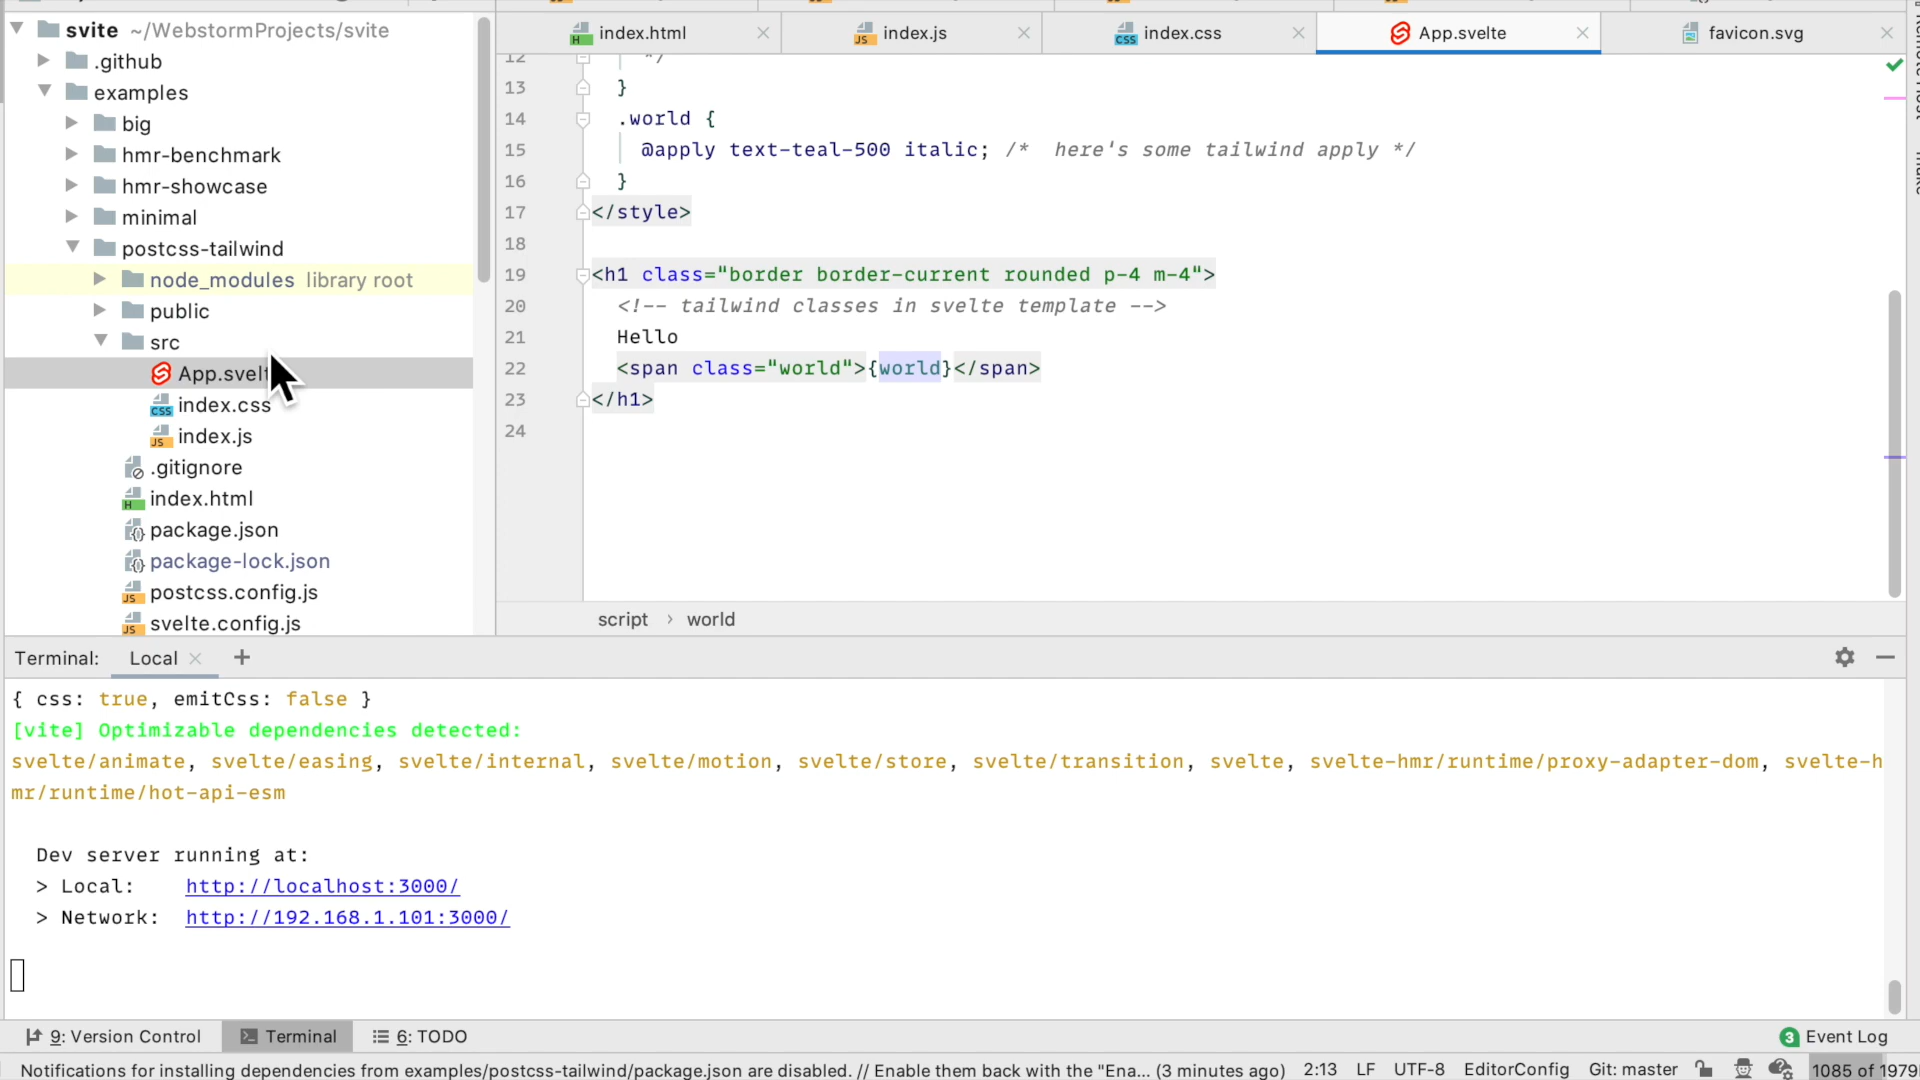 svite ~/WebstormProjects/svite
.github
examples
big
hmr-benchmark
hmr-showcase
minimal
postcss-tailwind
node_modules library root
public
src
App.svelt
index.css
index.js
.gitignore
index.html
package.json
package-lock.json
postcss.config.js
svelte.config.js
index.html
index.js
index.css
App.svelte
favicon.svg
12 */
13 }
14 .world {
15 @apply text-teal-500 italic; /* here's some tailwind apply */
16 }
17 </style>
18
19 <h1 class="border border-current rounded p-4 m-4">
20 <!-- tailwind classes in svelte template -->
21 Hello
22 <span class="world">{world}</span>
23 </h1>
24
script › world
Terminal: Local +
{ css: true, emitCss: false }
[vite] Optimizable dependencies detected:
svelte/animate, svelte/easing, svelte/internal, svelte/motion, svelte/store, svelte/transition, svelte, svelte-hmr/runtime/proxy-adapter-dom, svelte-h
mr/runtime/hot-api-esm
Dev server running at:
> Local: http://localhost:3000/
> Network: http://192.168.1.101:3000/
9: Version Control
Terminal
6: TODO
3 Event Log
Notifications for installing dependencies from examples/postcss-tailwind/package.json are disabled. // Enable them back with the "Ena... (3 minutes ago)
2:13 LF UTF-8 EditorConfig Git: master
1085 of 1979